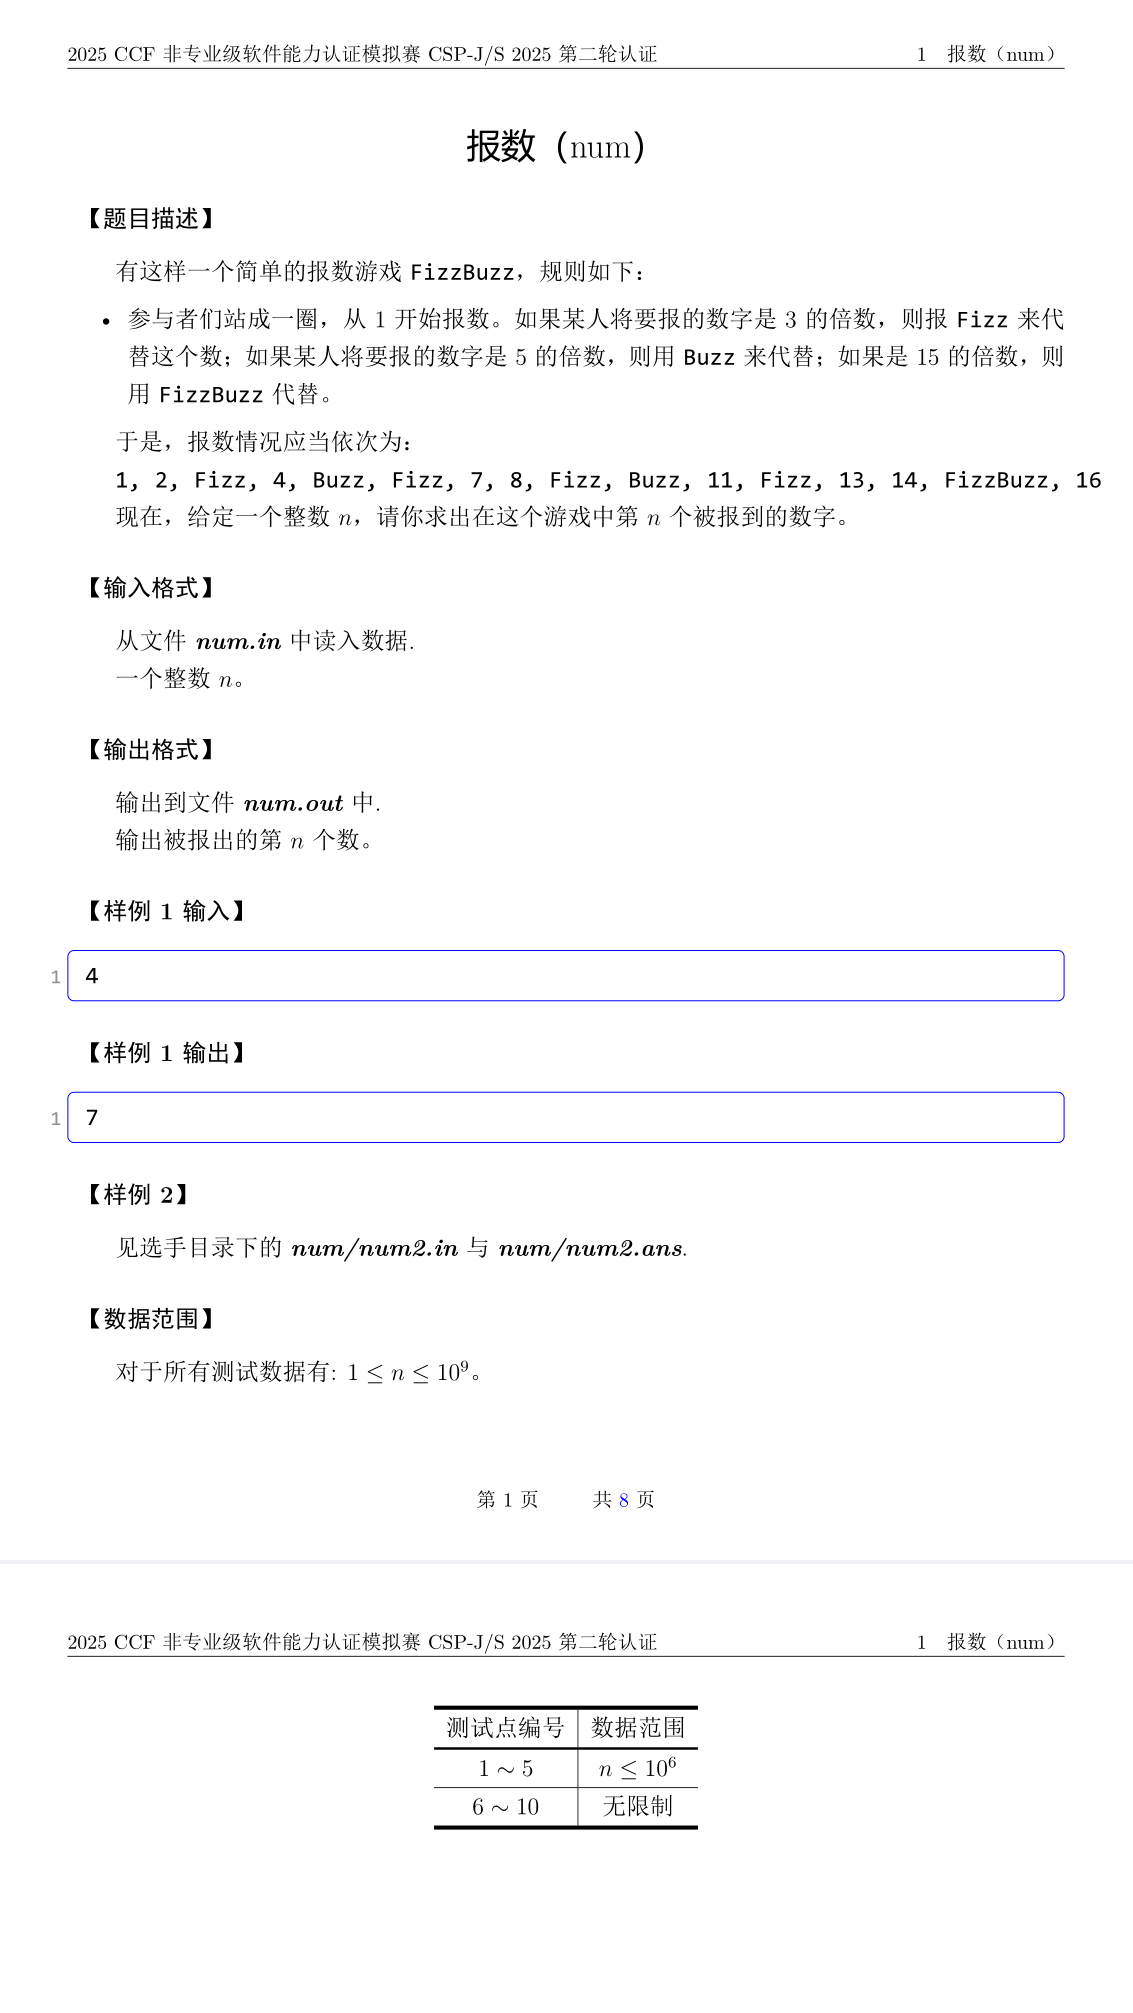 2025 CCF 非专业级软件能力认证模拟赛 CSP-J/S 2025 第二轮认证 1 报数（num）
报数（num）
【题目描述】
有这样一个简单的报数游戏 FizzBuzz，规则如下：
• 参与者们站成一圈，从 1 开始报数。如果某人将要报的数字是 3 的倍数，则报 Fizz 来代
替这个数；如果某人将要报的数字是 5 的倍数，则用 Buzz 来代替；如果是 15 的倍数，则
用 FizzBuzz 代替。
于是，报数情况应当依次为：
1, 2, Fizz, 4, Buzz, Fizz, 7, 8, Fizz, Buzz, 11, Fizz, 13, 14, FizzBuzz, 16
现在，给定一个整数 n，请你求出在这个游戏中第 n 个被报到的数字。
【输入格式】
从文件 num.in 中读入数据.
一个整数 n。
【输出格式】
输出到文件 num.out 中.
输出被报出的第 n 个数。
【样例 1 输入】
1 4
【样例 1 输出】
1 7
【样例 2】
见选手目录下的 num/num2.in 与 num/num2.ans.
【数据范围】
对于所有测试数据有: 1 ≤ n ≤ 10⁹。
第 1 页 共 8 页
2025 CCF 非专业级软件能力认证模拟赛 CSP-J/S 2025 第二轮认证 1 报数（num）
测试点编号 数据范围
1 ∼ 5 n ≤ 10⁶
6 ∼ 10 无限制